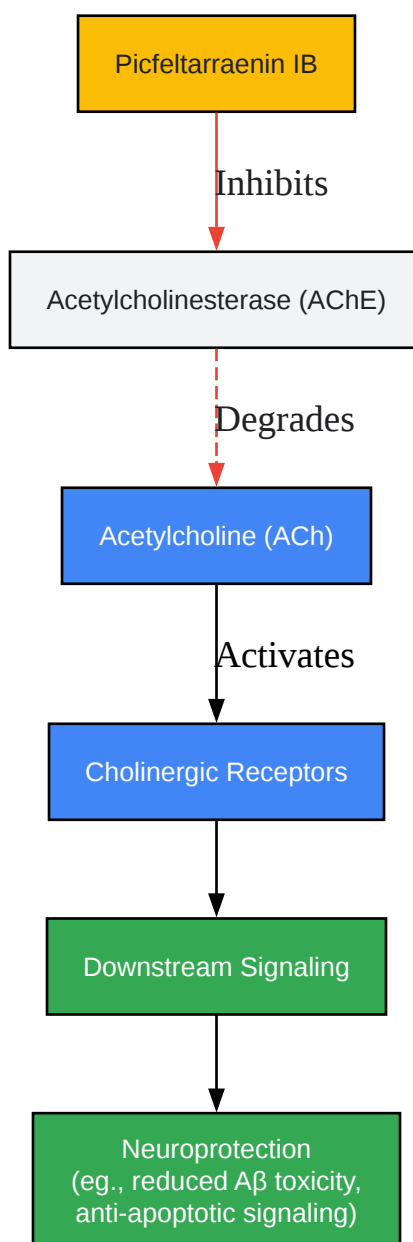 Picfeltarraenin IB
Inhibits
Acetylcholinesterase (AChE)
Degrades
Acetylcholine (ACh)
Activates
Cholinergic Receptors
Downstream Signaling
Neuroprotection
(eg., reduced Aβ toxicity,
anti-apoptotic signaling)